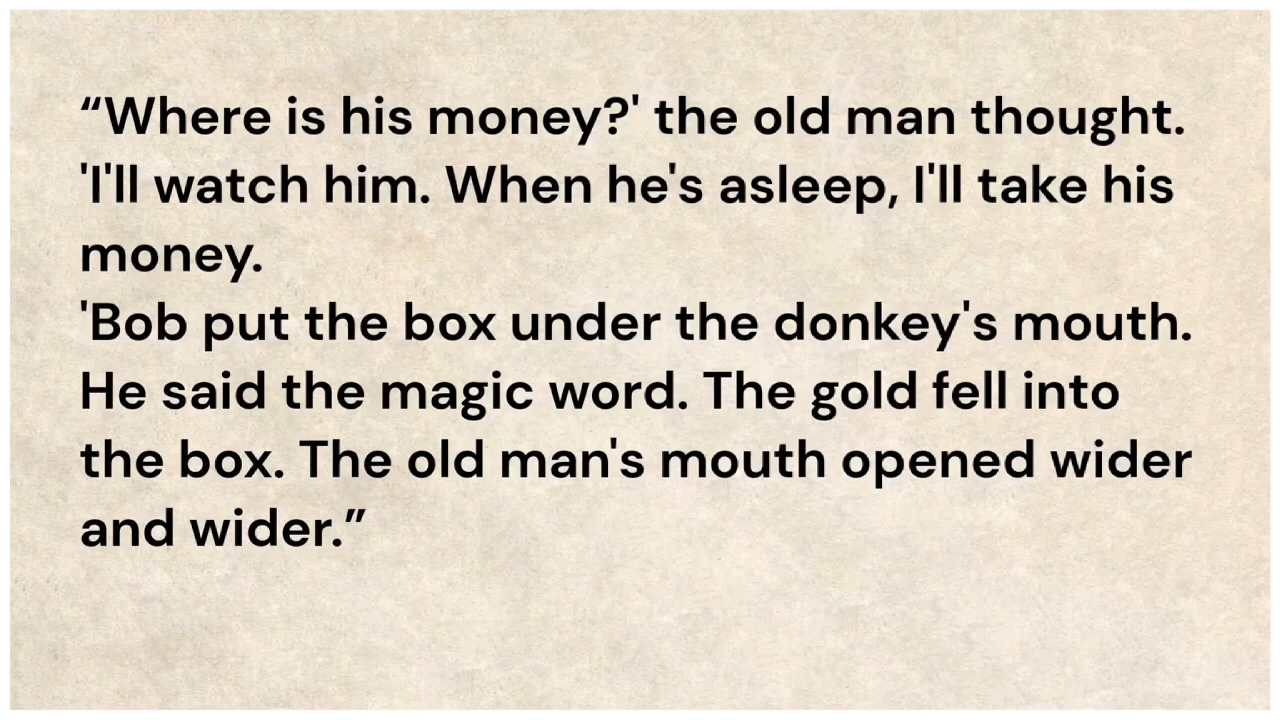 “Where is his money?' the old man thought.
'I'll watch him. When he's asleep, I'll take his
money.
'Bob put the box under the donkey's mouth.
He said the magic word. The gold fell into
the box. The old man's mouth opened wider
and wider.”